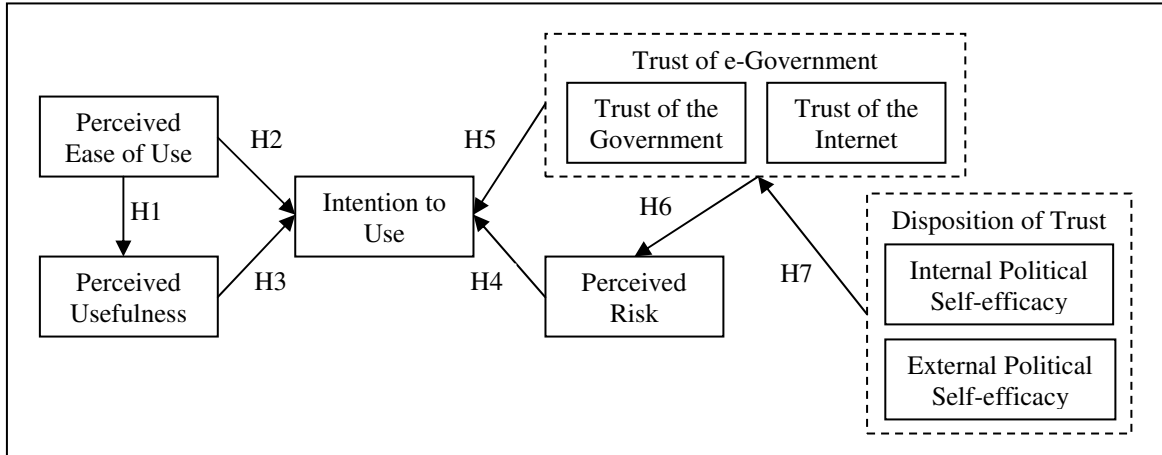 Trust of e-Government
Trust of the
Government
Trust of the
Internet
Perceived
Ease of Use
H2
H5
H1
Intention to
Use
H6
Disposition of Trust
Perceived
Usefulness
H3
H4
Perceived
Risk
H7
Internal Political
Self-efficacy
External Political
Self-efficacy